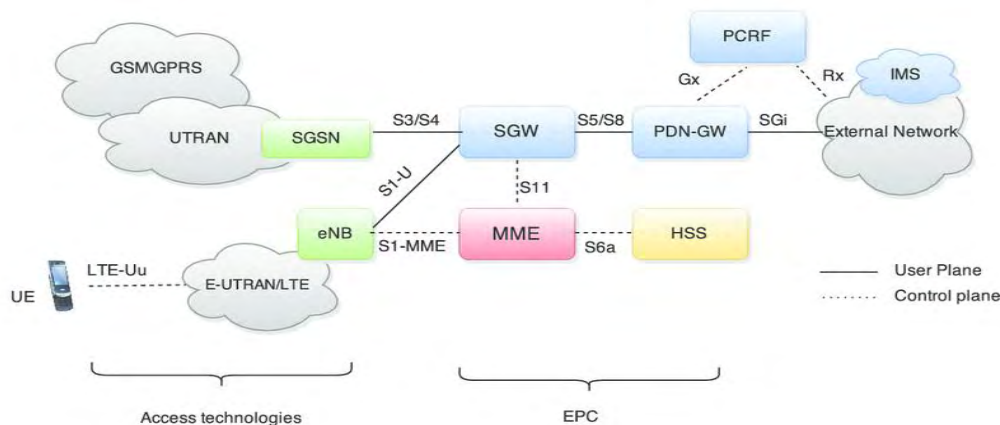 PCRF
GSM\GPRS
Gx
Rx
IMS
UTRAN
SGSN
S3/S4
SGW
S5/S8
PDN-GW
SGi
External Network
S1-U
S11
eNB
S1-MME
MME
S6a
HSS
UE
LTE-Uu
E-UTRAN/LTE
User Plane
Control plane
Access technologies
EPC